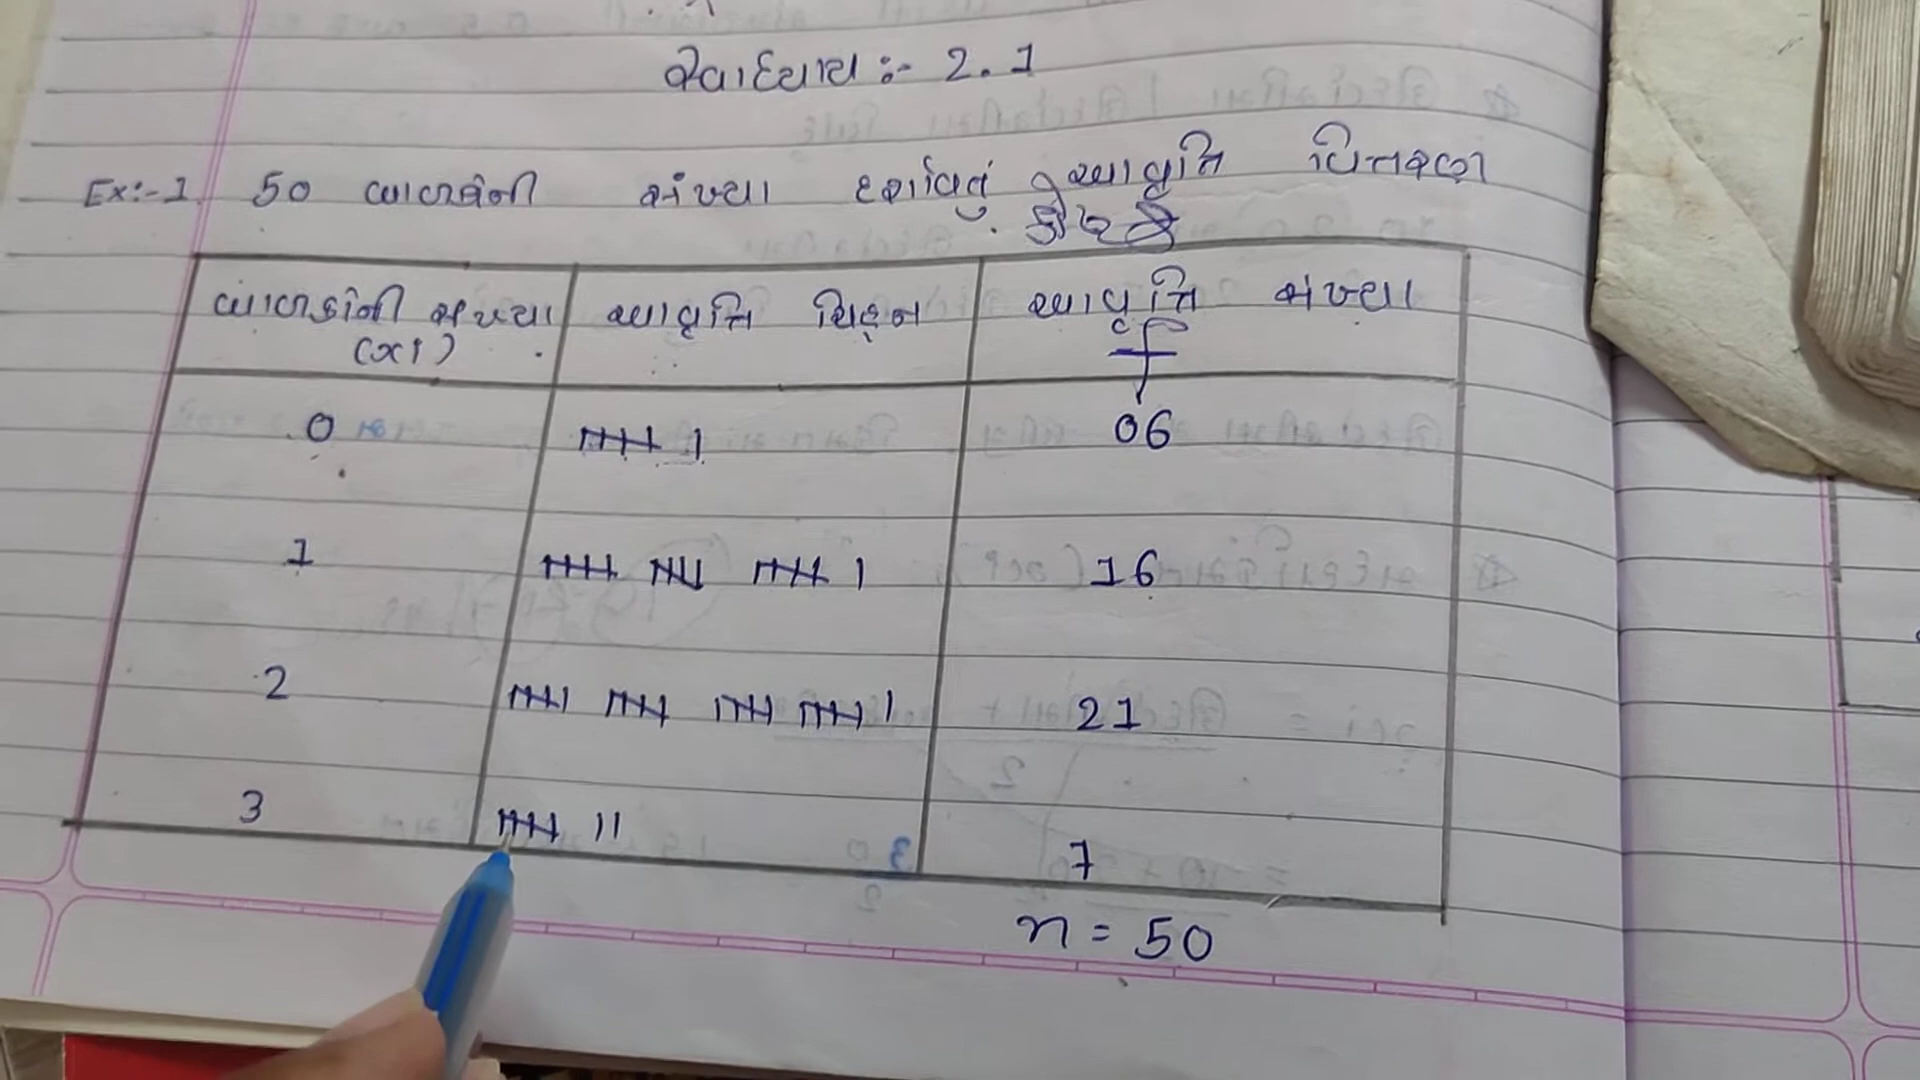 સ્વાધ્યાય :- 2.1
Ex:-1 50 બાળકોની સંખ્યા દર્શાવતું આવૃત્તિ વિતરણ
કોષ્ટક
બાળકોની સંખ્યા આવૃત્તિ ચિહ્ન આવૃત્તિ સંખ્યા
(xi) f
0 𝍸 | 06
1 𝍸 𝍸 𝍸 | 16
2 𝍸 𝍸 𝍸 𝍸 | 21
3 𝍸 || 7
n = 50